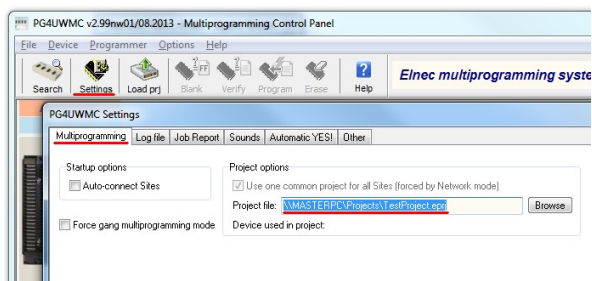 PG4UWMC v2.99nw01/08.2013 - Multiprogramming Control Panel
File Device Programmer Options Help
Search Settings Load prj Blank Verify Program Erase Help
Elnec multiprogramming syste
PG4UWMC Settings
Multiprogramming Log file Job Report Sounds Automatic YES! Other
Startup options
Auto-connect Sites
Force gang multiprogramming mode
Project options
Use one common project for all Sites (forced by Network mode)
Project file: \\MASTERPC\Projects\TestProject.eprj Browse
Device used in project: